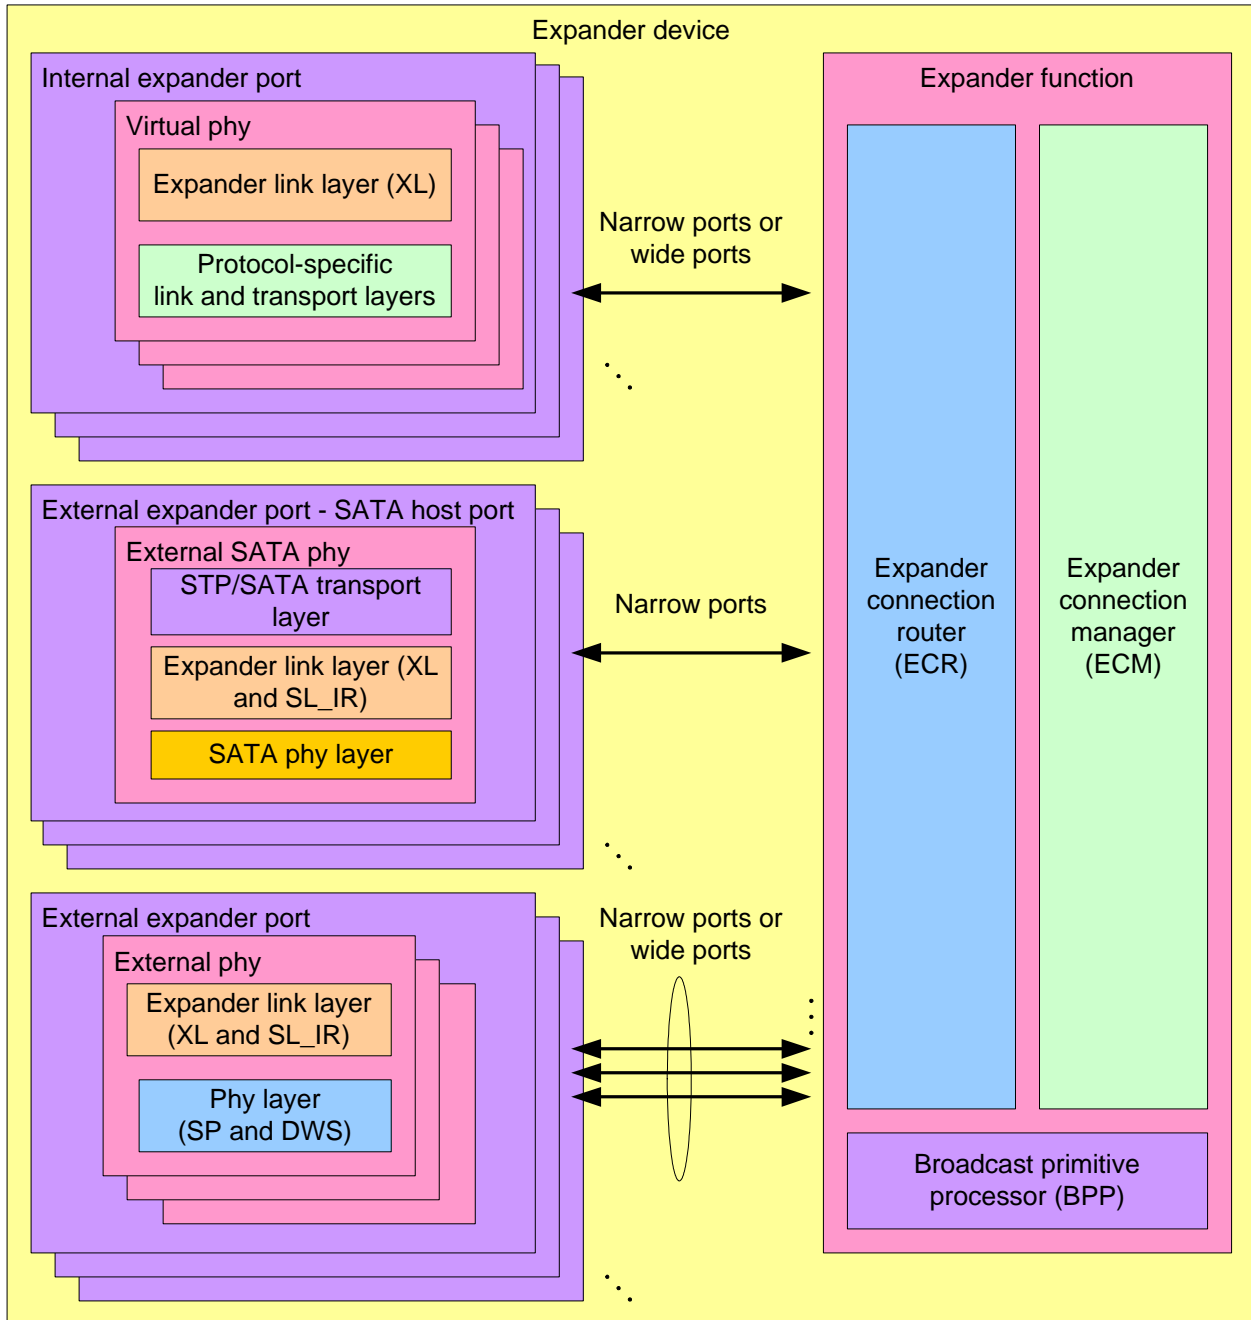 Expander device
Internal expander port
Virtual phy
Expander link layer (XL)
Protocol-specific
link and transport layers
Narrow ports or
wide ports
External expander port - SATA host port
External SATA phy
STP/SATA transport
layer
Expander link layer (XL
and SL_IR)
SATA phy layer
Narrow ports
External expander port
External phy
Expander link layer
(XL and SL_IR)
Phy layer
(SP and DWS)
Narrow ports or
wide ports
Expander function
Expander
connection
router
(ECR)
Expander
connection
manager
(ECM)
Broadcast primitive
processor (BPP)